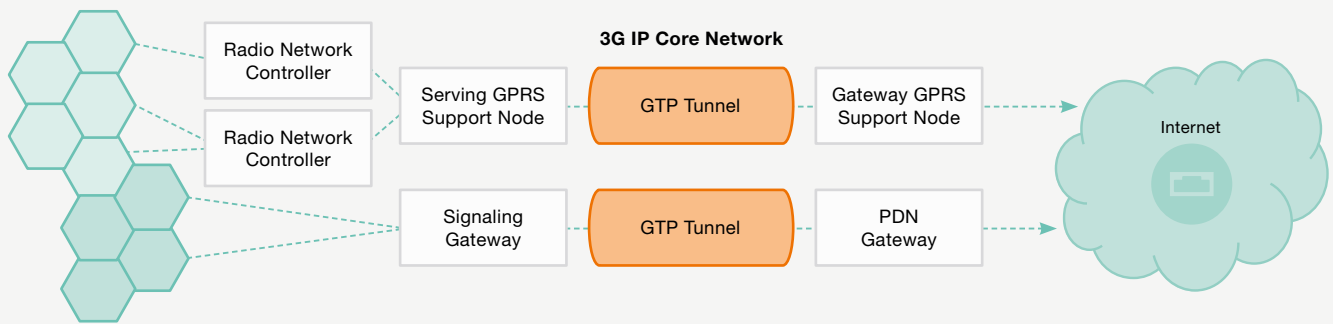 3G IP Core Network
Radio Network
Controller
Radio Network
Controller
Serving GPRS
Support Node
GTP Tunnel
Gateway GPRS
Support Node
Internet
Signaling
Gateway
GTP Tunnel
PDN
Gateway